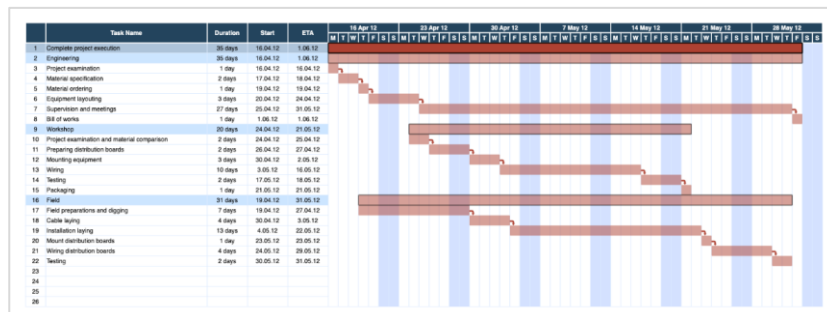 16 Apr 12 23 Apr 12 30 Apr 12 7 May 12 14 May 12 21 May 12 28 May 12
Task Name Duration Start ETA M T W T F S S M T W T F S S M T W T F S S M T W T F S S M T W T F S S M T W T F S S M T W T F S S
1 Complete project execution 35 days 16.04.12 1.06.12
2 Engineering 35 days 16.04.12 1.06.12
3 Project examination 1 day 16.04.12 16.04.12
4 Material specification 2 days 17.04.12 18.04.12
5 Material ordering 1 day 19.04.12 19.04.12
6 Equipment layouting 3 days 20.04.12 24.04.12
7 Supervision and meetings 27 days 25.04.12 31.05.12
8 Bill of works 1 day 1.06.12 1.06.12
9 Workshop 20 days 24.04.12 21.05.12
10 Project examination and material comparison 2 days 24.04.12 25.04.12
11 Preparing distribution boards 2 days 26.04.12 27.04.12
12 Mounting equipment 3 days 30.04.12 2.05.12
13 Wiring 10 days 3.05.12 16.05.12
14 Testing 2 days 17.05.12 18.05.12
15 Packaging 1 day 21.05.12 21.05.12
16 Field 31 days 19.04.12 31.05.12
17 Field preparations and digging 7 days 19.04.12 27.04.12
18 Cable laying 4 days 30.04.12 3.05.12
19 Installation laying 13 days 4.05.12 22.05.12
20 Mount distribution boards 1 day 23.05.12 23.05.12
21 Wiring distribution boards 4 days 24.05.12 29.05.12
22 Testing 2 days 30.05.12 31.05.12
23
24
25
26